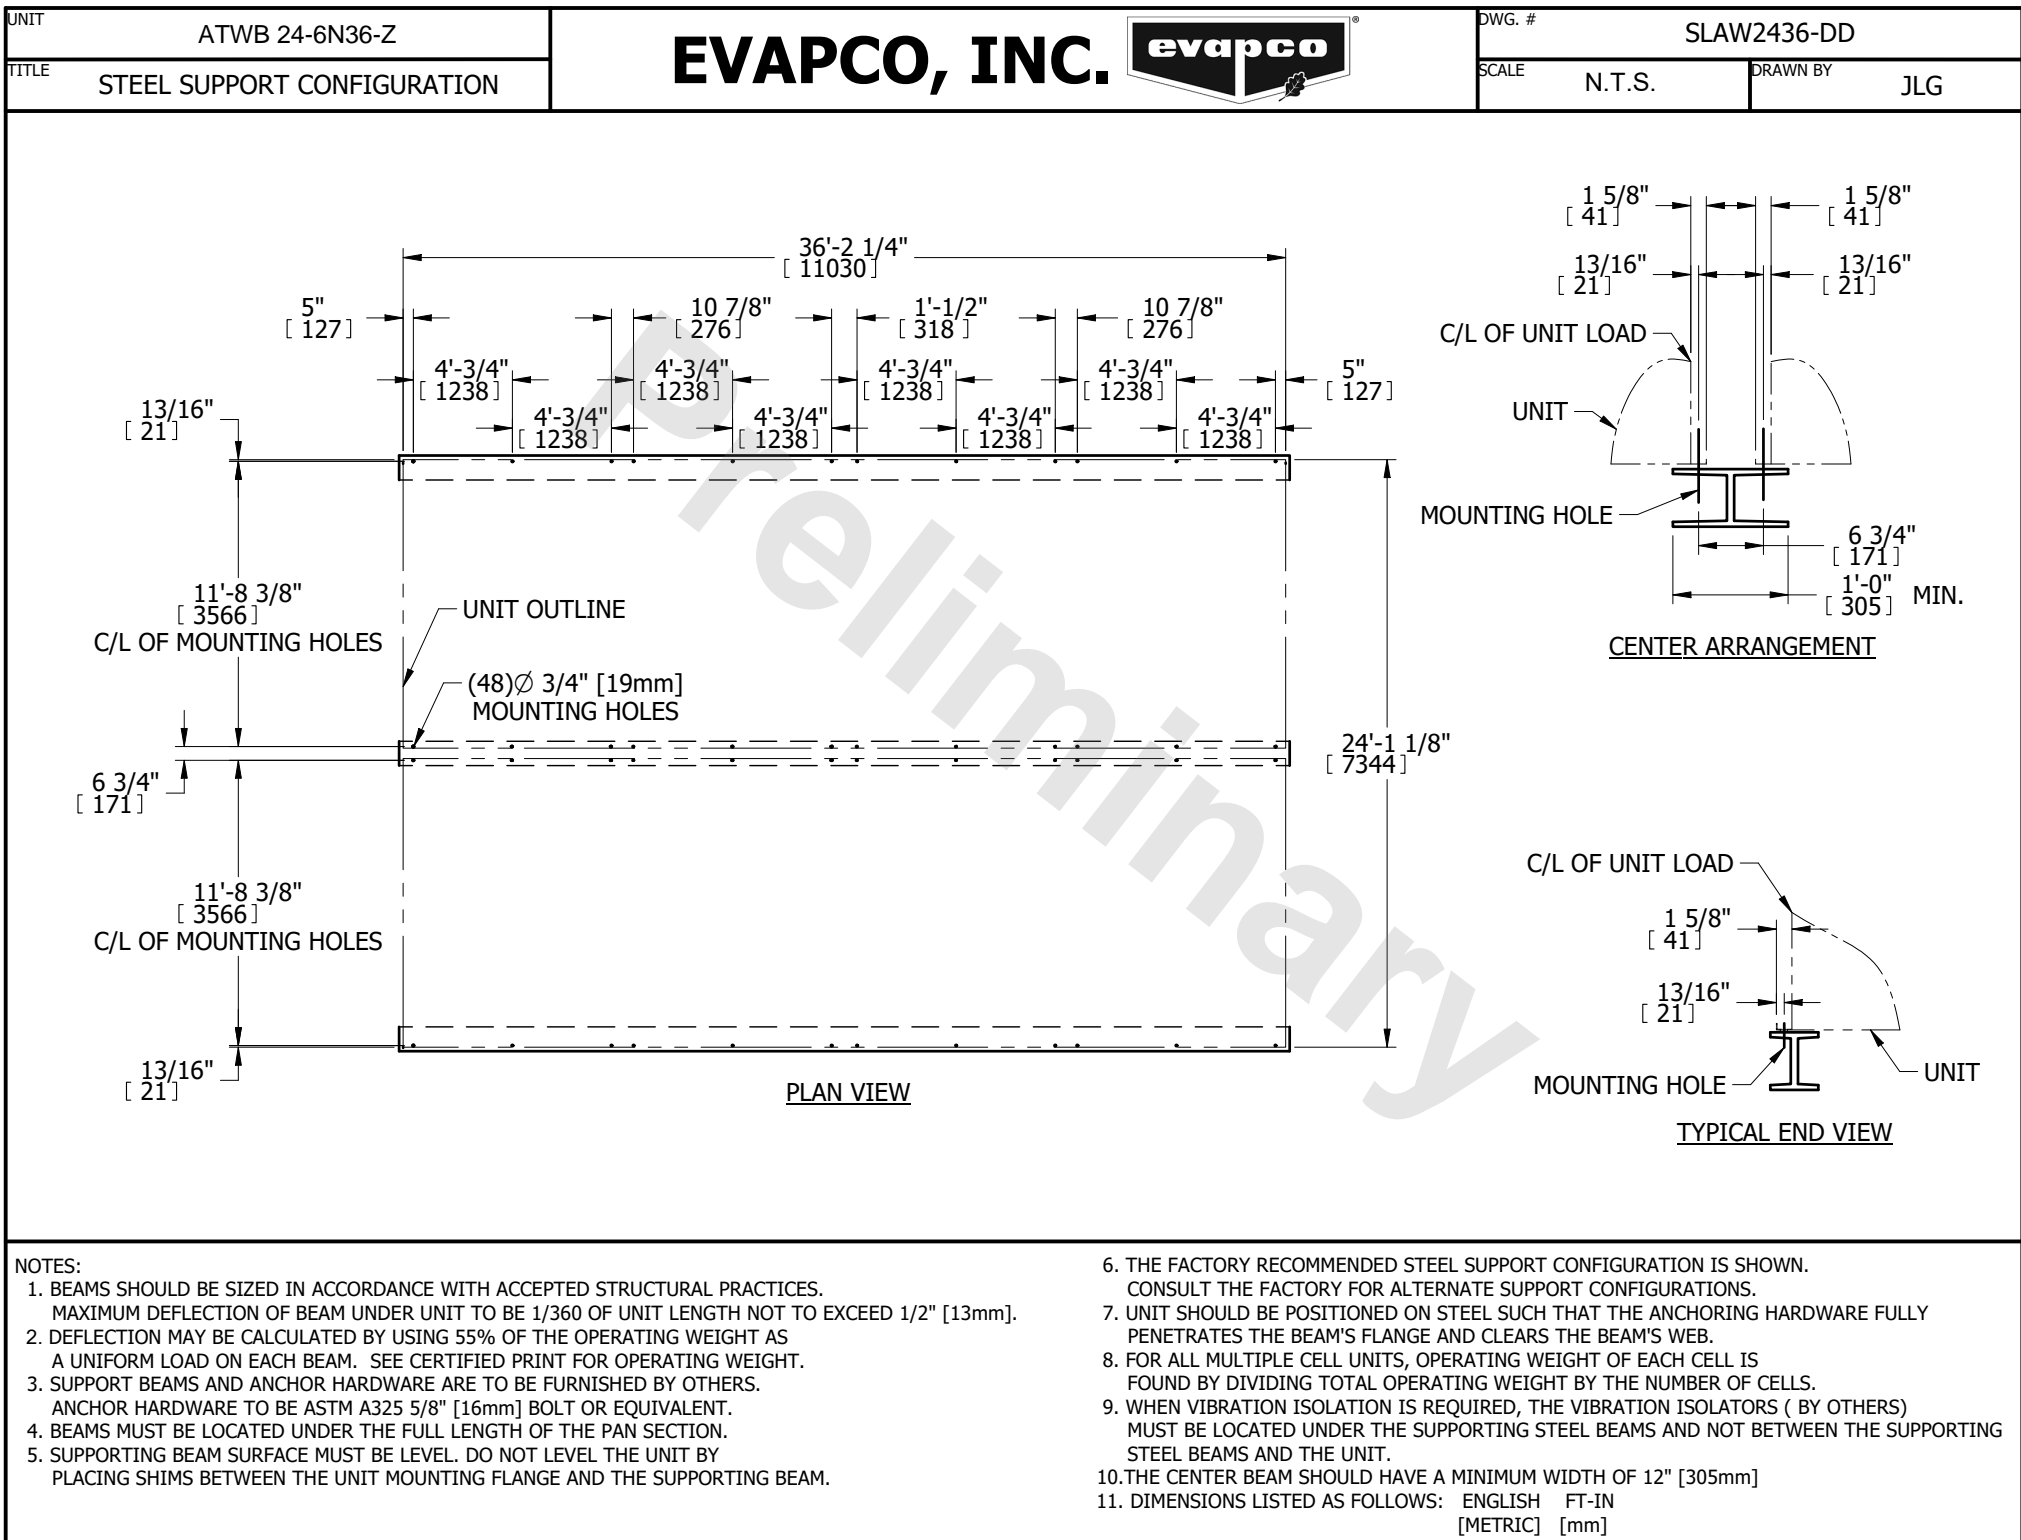 UNIT
ATWB 24-6N36-Z
TITLE
STEEL SUPPORT CONFIGURATION
EVAPCO, INC.
evapco
®
DWG. #
SLAW2436-DD
SCALE
N.T.S.
DRAWN BY
JLG
36'-2 1/4"
[ 11030 ]
5"
[ 127 ]
10 7/8"
[ 276 ]
1'-1/2"
[ 318 ]
10 7/8"
[ 276 ]
4'-3/4"
[ 1238 ]
4'-3/4"
[ 1238 ]
4'-3/4"
[ 1238 ]
4'-3/4"
[ 1238 ]
5"
[ 127 ]
4'-3/4"
[ 1238 ]
4'-3/4"
[ 1238 ]
4'-3/4"
[ 1238 ]
4'-3/4"
[ 1238 ]
13/16"
[ 21 ]
11'-8 3/8"
[ 3566 ]
C/L OF MOUNTING HOLES
UNIT OUTLINE
(48)Ø 3/4" [19mm]
MOUNTING HOLES
6 3/4"
[ 171 ]
24'-1 1/8"
[ 7344 ]
11'-8 3/8"
[ 3566 ]
C/L OF MOUNTING HOLES
13/16"
[ 21 ]
PLAN VIEW
Preliminary
1 5/8"
[ 41 ]
1 5/8"
[ 41 ]
13/16"
[ 21 ]
13/16"
[ 21 ]
C/L OF UNIT LOAD
UNIT
MOUNTING HOLE
6 3/4"
[ 171 ]
1'-0"
[ 305 ] MIN.
CENTER ARRANGEMENT
C/L OF UNIT LOAD
1 5/8"
[ 41 ]
13/16"
[ 21 ]
MOUNTING HOLE
UNIT
TYPICAL END VIEW
NOTES:
1. BEAMS SHOULD BE SIZED IN ACCORDANCE WITH ACCEPTED STRUCTURAL PRACTICES.
MAXIMUM DEFLECTION OF BEAM UNDER UNIT TO BE 1/360 OF UNIT LENGTH NOT TO EXCEED 1/2" [13mm].
2. DEFLECTION MAY BE CALCULATED BY USING 55% OF THE OPERATING WEIGHT AS
A UNIFORM LOAD ON EACH BEAM. SEE CERTIFIED PRINT FOR OPERATING WEIGHT.
3. SUPPORT BEAMS AND ANCHOR HARDWARE ARE TO BE FURNISHED BY OTHERS.
ANCHOR HARDWARE TO BE ASTM A325 5/8" [16mm] BOLT OR EQUIVALENT.
4. BEAMS MUST BE LOCATED UNDER THE FULL LENGTH OF THE PAN SECTION.
5. SUPPORTING BEAM SURFACE MUST BE LEVEL. DO NOT LEVEL THE UNIT BY
PLACING SHIMS BETWEEN THE UNIT MOUNTING FLANGE AND THE SUPPORTING BEAM.
6. THE FACTORY RECOMMENDED STEEL SUPPORT CONFIGURATION IS SHOWN.
CONSULT THE FACTORY FOR ALTERNATE SUPPORT CONFIGURATIONS.
7. UNIT SHOULD BE POSITIONED ON STEEL SUCH THAT THE ANCHORING HARDWARE FULLY
PENETRATES THE BEAM'S FLANGE AND CLEARS THE BEAM'S WEB.
8. FOR ALL MULTIPLE CELL UNITS, OPERATING WEIGHT OF EACH CELL IS
FOUND BY DIVIDING TOTAL OPERATING WEIGHT BY THE NUMBER OF CELLS.
9. WHEN VIBRATION ISOLATION IS REQUIRED, THE VIBRATION ISOLATORS ( BY OTHERS)
MUST BE LOCATED UNDER THE SUPPORTING STEEL BEAMS AND NOT BETWEEN THE SUPPORTING
STEEL BEAMS AND THE UNIT.
10.THE CENTER BEAM SHOULD HAVE A MINIMUM WIDTH OF 12" [305mm]
11. DIMENSIONS LISTED AS FOLLOWS: ENGLISH FT-IN
[METRIC] [mm]